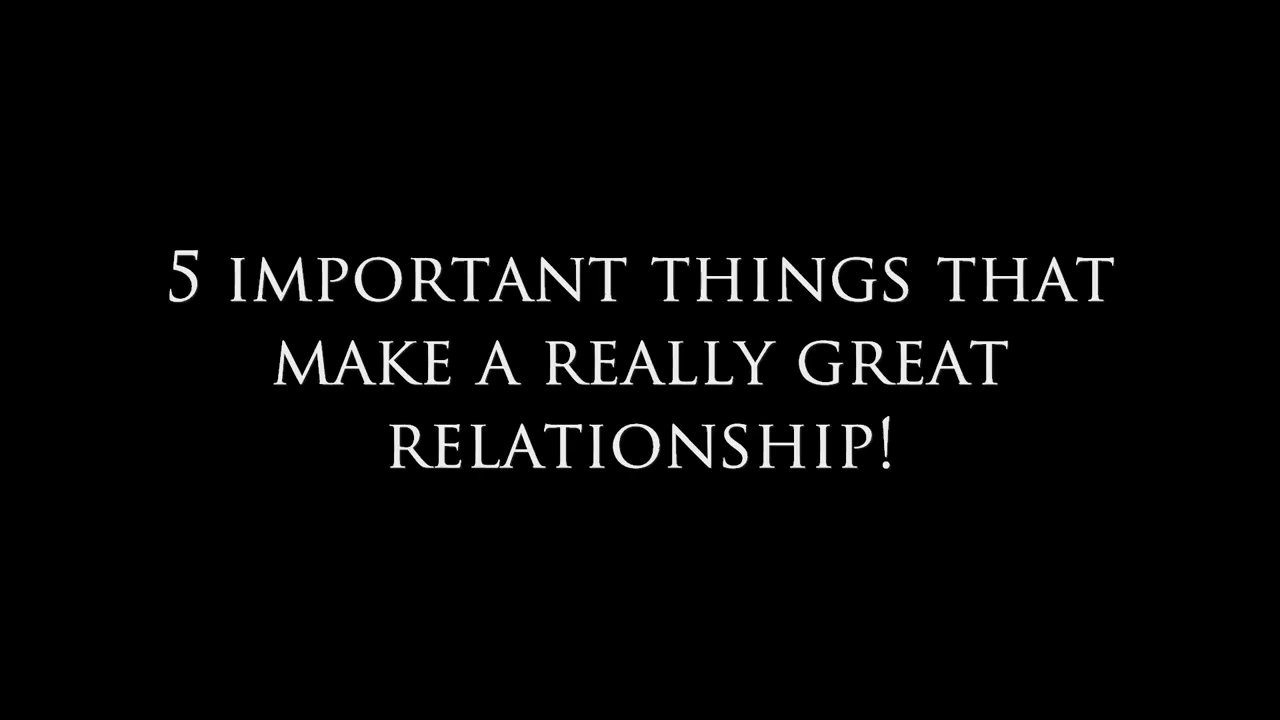 5 IMPORTANT THINGS THAT
MAKE A REALLY GREAT
RELATIONSHIP!